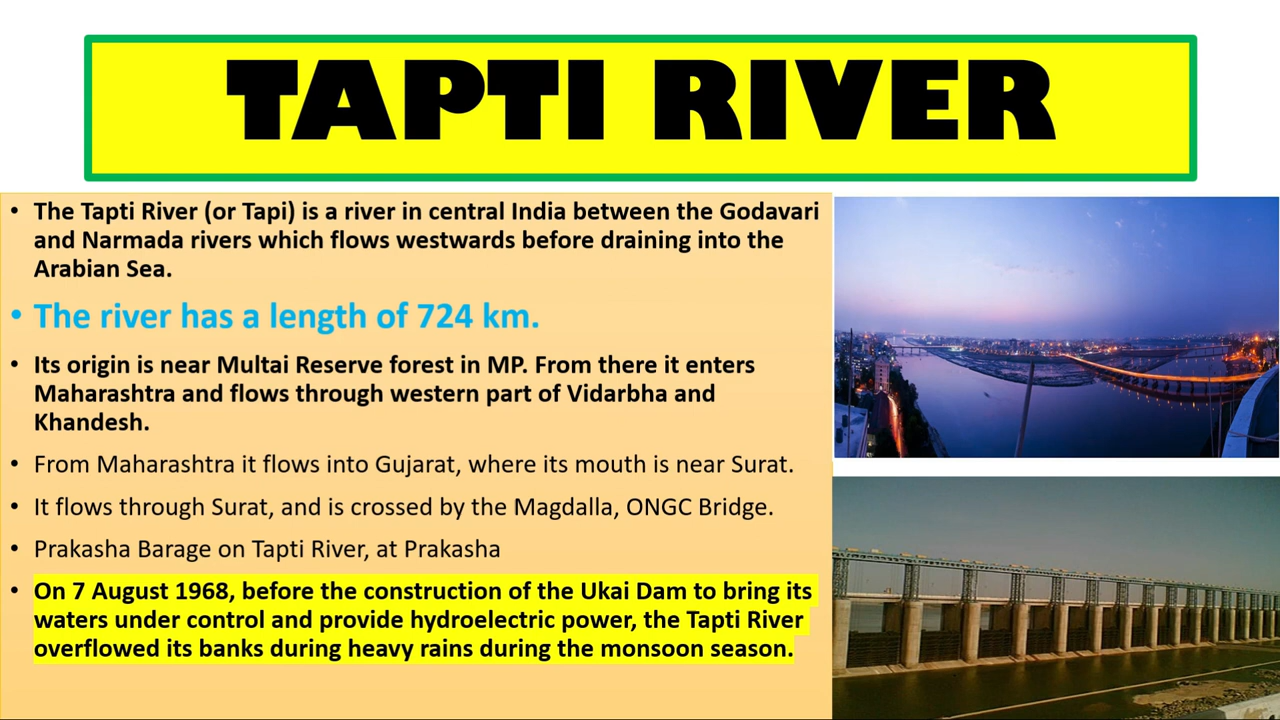 TAPTI RIVER
• The Tapti River (or Tapi) is a river in central India between the Godavari
and Narmada rivers which flows westwards before draining into the
Arabian Sea.
• The river has a length of 724 km.
• Its origin is near Multai Reserve forest in MP. From there it enters
Maharashtra and flows through western part of Vidarbha and
Khandesh.
• From Maharashtra it flows into Gujarat, where its mouth is near Surat.
• It flows through Surat, and is crossed by the Magdalla, ONGC Bridge.
• Prakasha Barage on Tapti River, at Prakasha
• On 7 August 1968, before the construction of the Ukai Dam to bring its
waters under control and provide hydroelectric power, the Tapti River
overflowed its banks during heavy rains during the monsoon season.